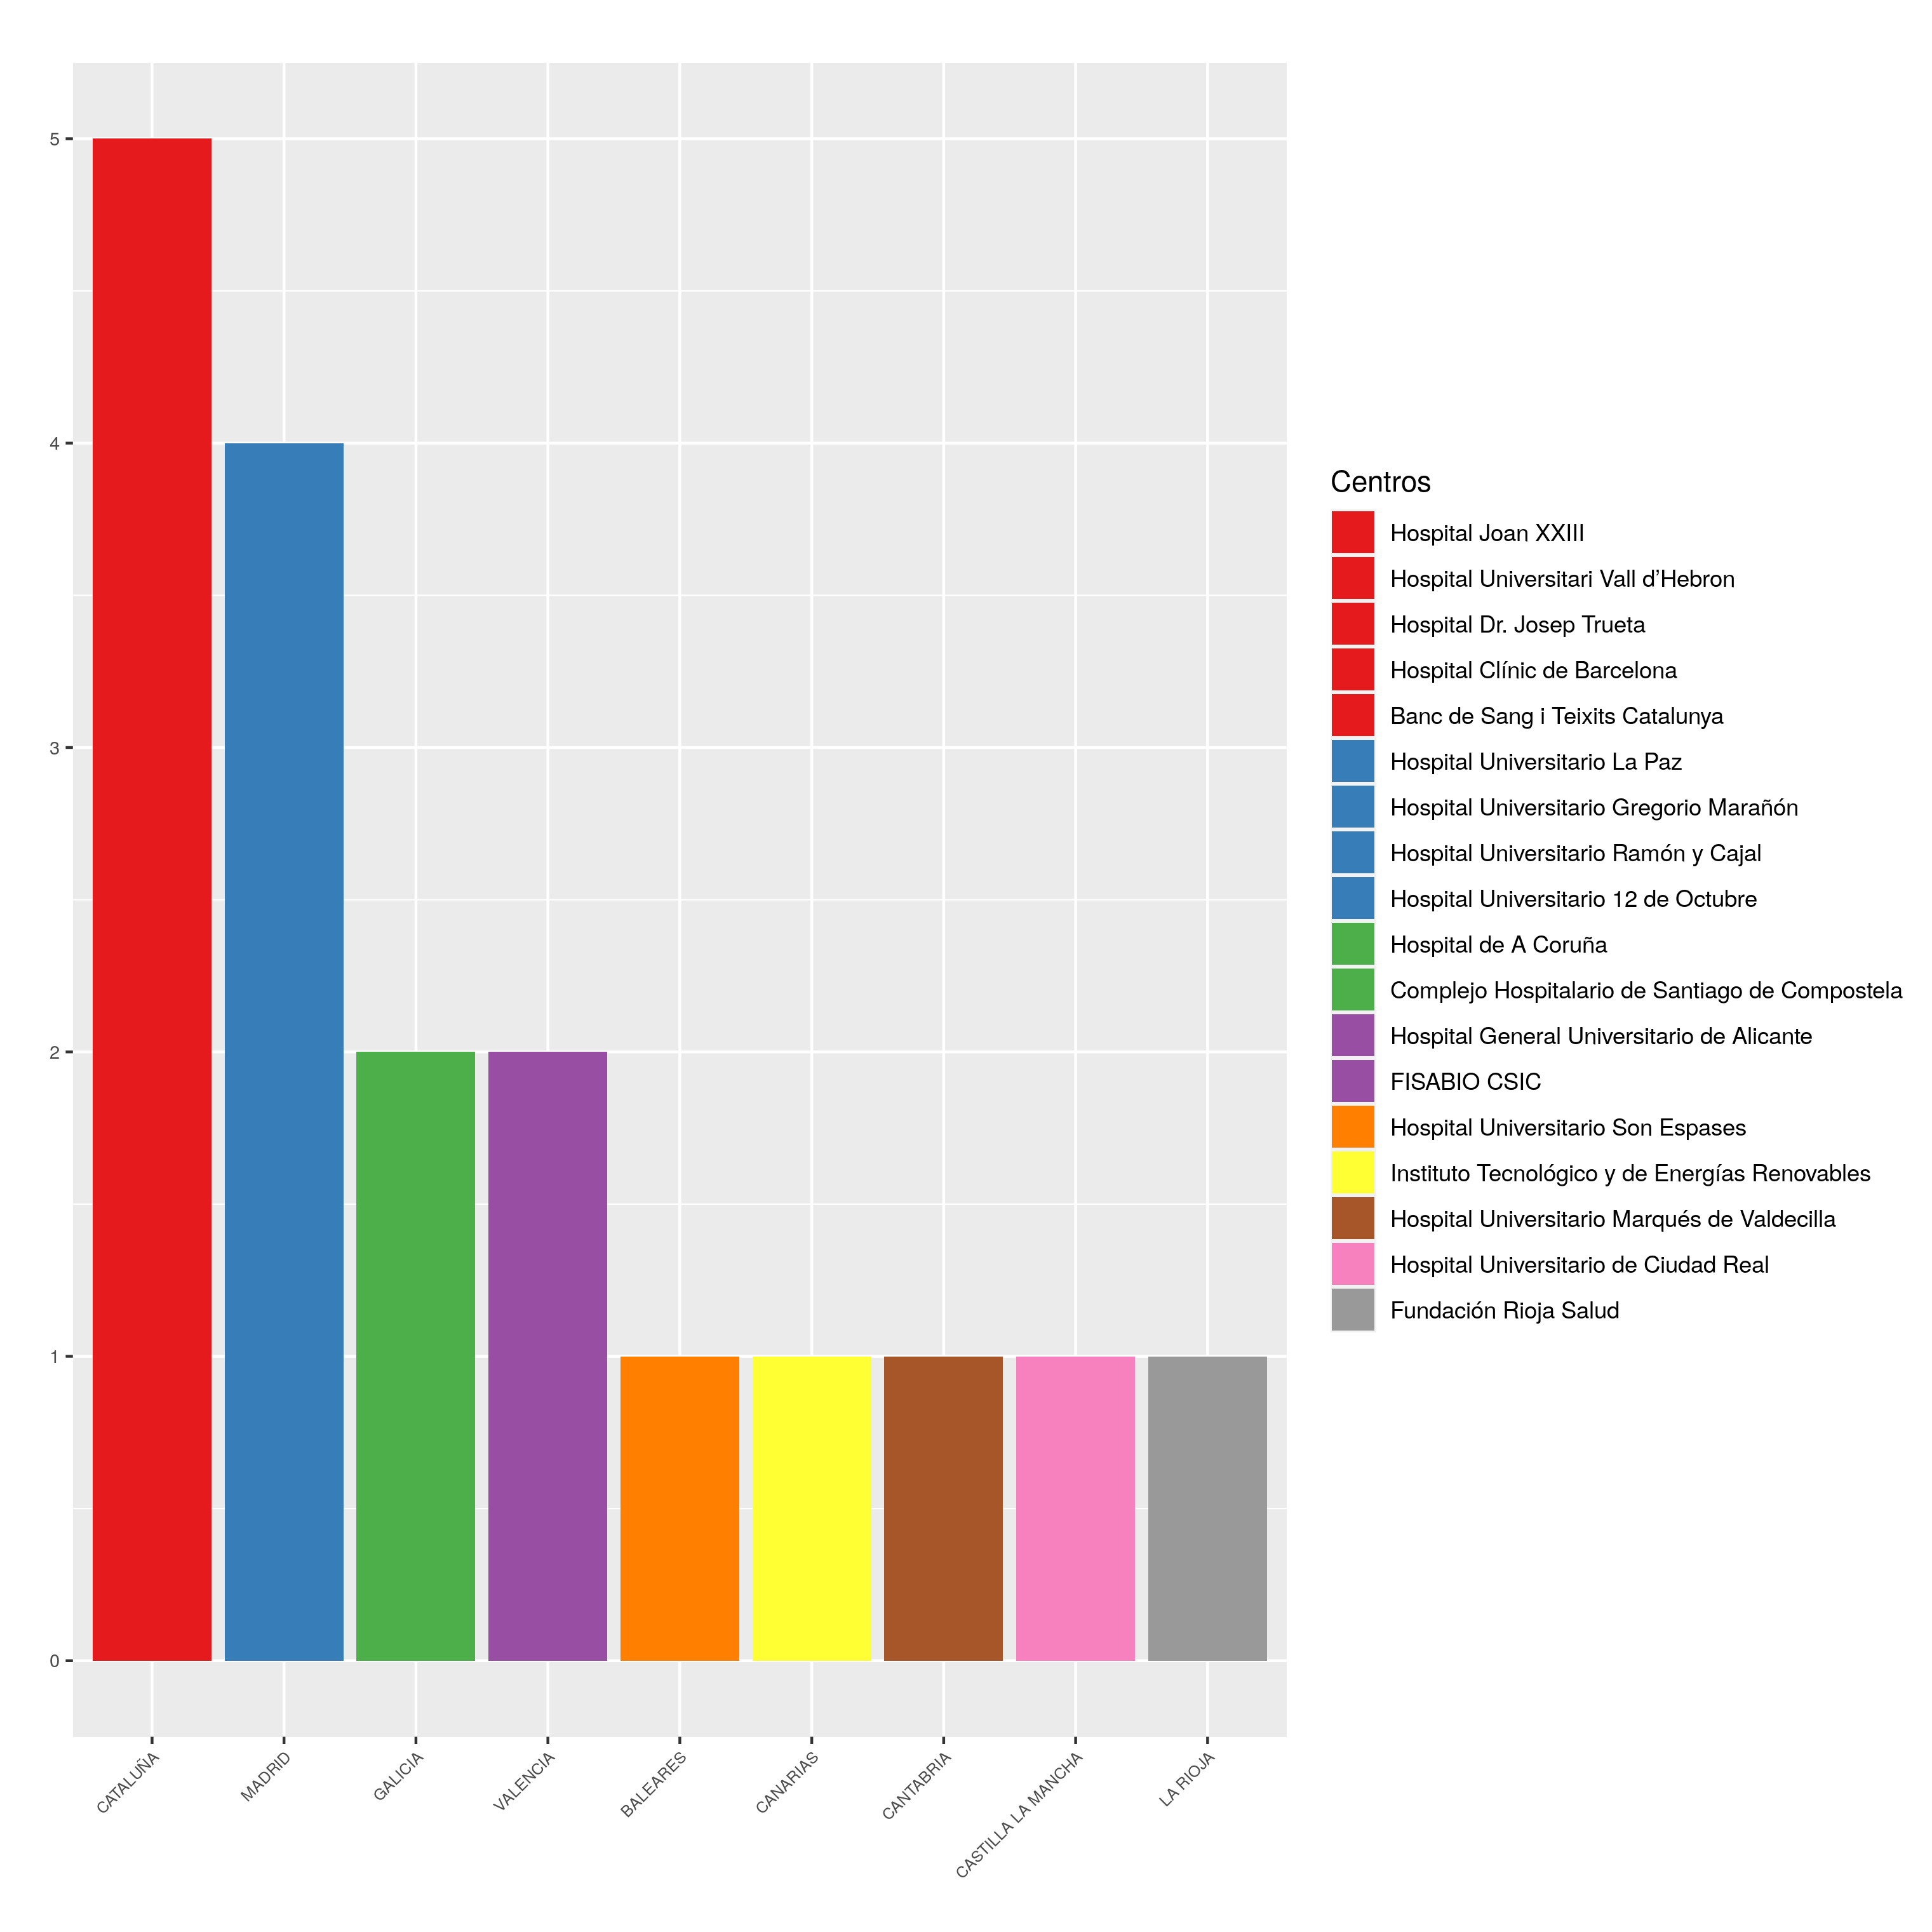 5
4
3
2
1
0
CATALUÑA
MADRID
GALICIA
VALENCIA
BALEARES
CANARIAS
CANTABRIA
CASTILLA LA MANCHA
LA RIOJA
Centros
Hospital Joan XXIII
Hospital Universitari Vall d’Hebron
Hospital Dr. Josep Trueta
Hospital Clínic de Barcelona
Banc de Sang i Teixits Catalunya
Hospital Universitario La Paz
Hospital Universitario Gregorio Marañón
Hospital Universitario Ramón y Cajal
Hospital Universitario 12 de Octubre
Hospital de A Coruña
Complejo Hospitalario de Santiago de Compostela
Hospital General Universitario de Alicante
FISABIO CSIC
Hospital Universitario Son Espases
Instituto Tecnológico y de Energías Renovables
Hospital Universitario Marqués de Valdecilla
Hospital Universitario de Ciudad Real
Fundación Rioja Salud